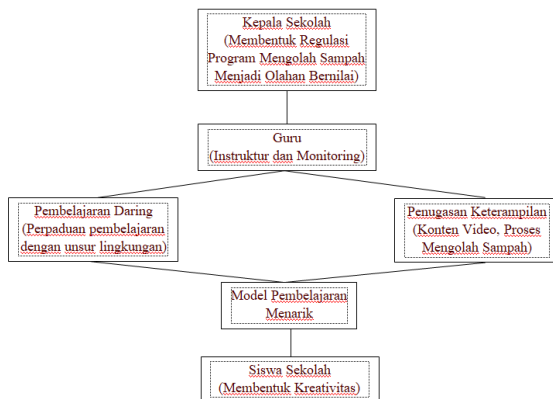 Kepala Sekolah
(Membentuk Regulasi
Program Mengolah Sampah
Menjadi Olahan Bernilai)
Guru
(Instruktur dan Monitoring)
Pembelajaran Daring
(Perpaduan pembelajaran
dengan unsur lingkungan)
Penugasan Keterampilan
(Konten Video, Proses
Mengolah Sampah)
Model Pembelajaran
Menarik
Siswa Sekolah
(Membentuk Kreativitas)